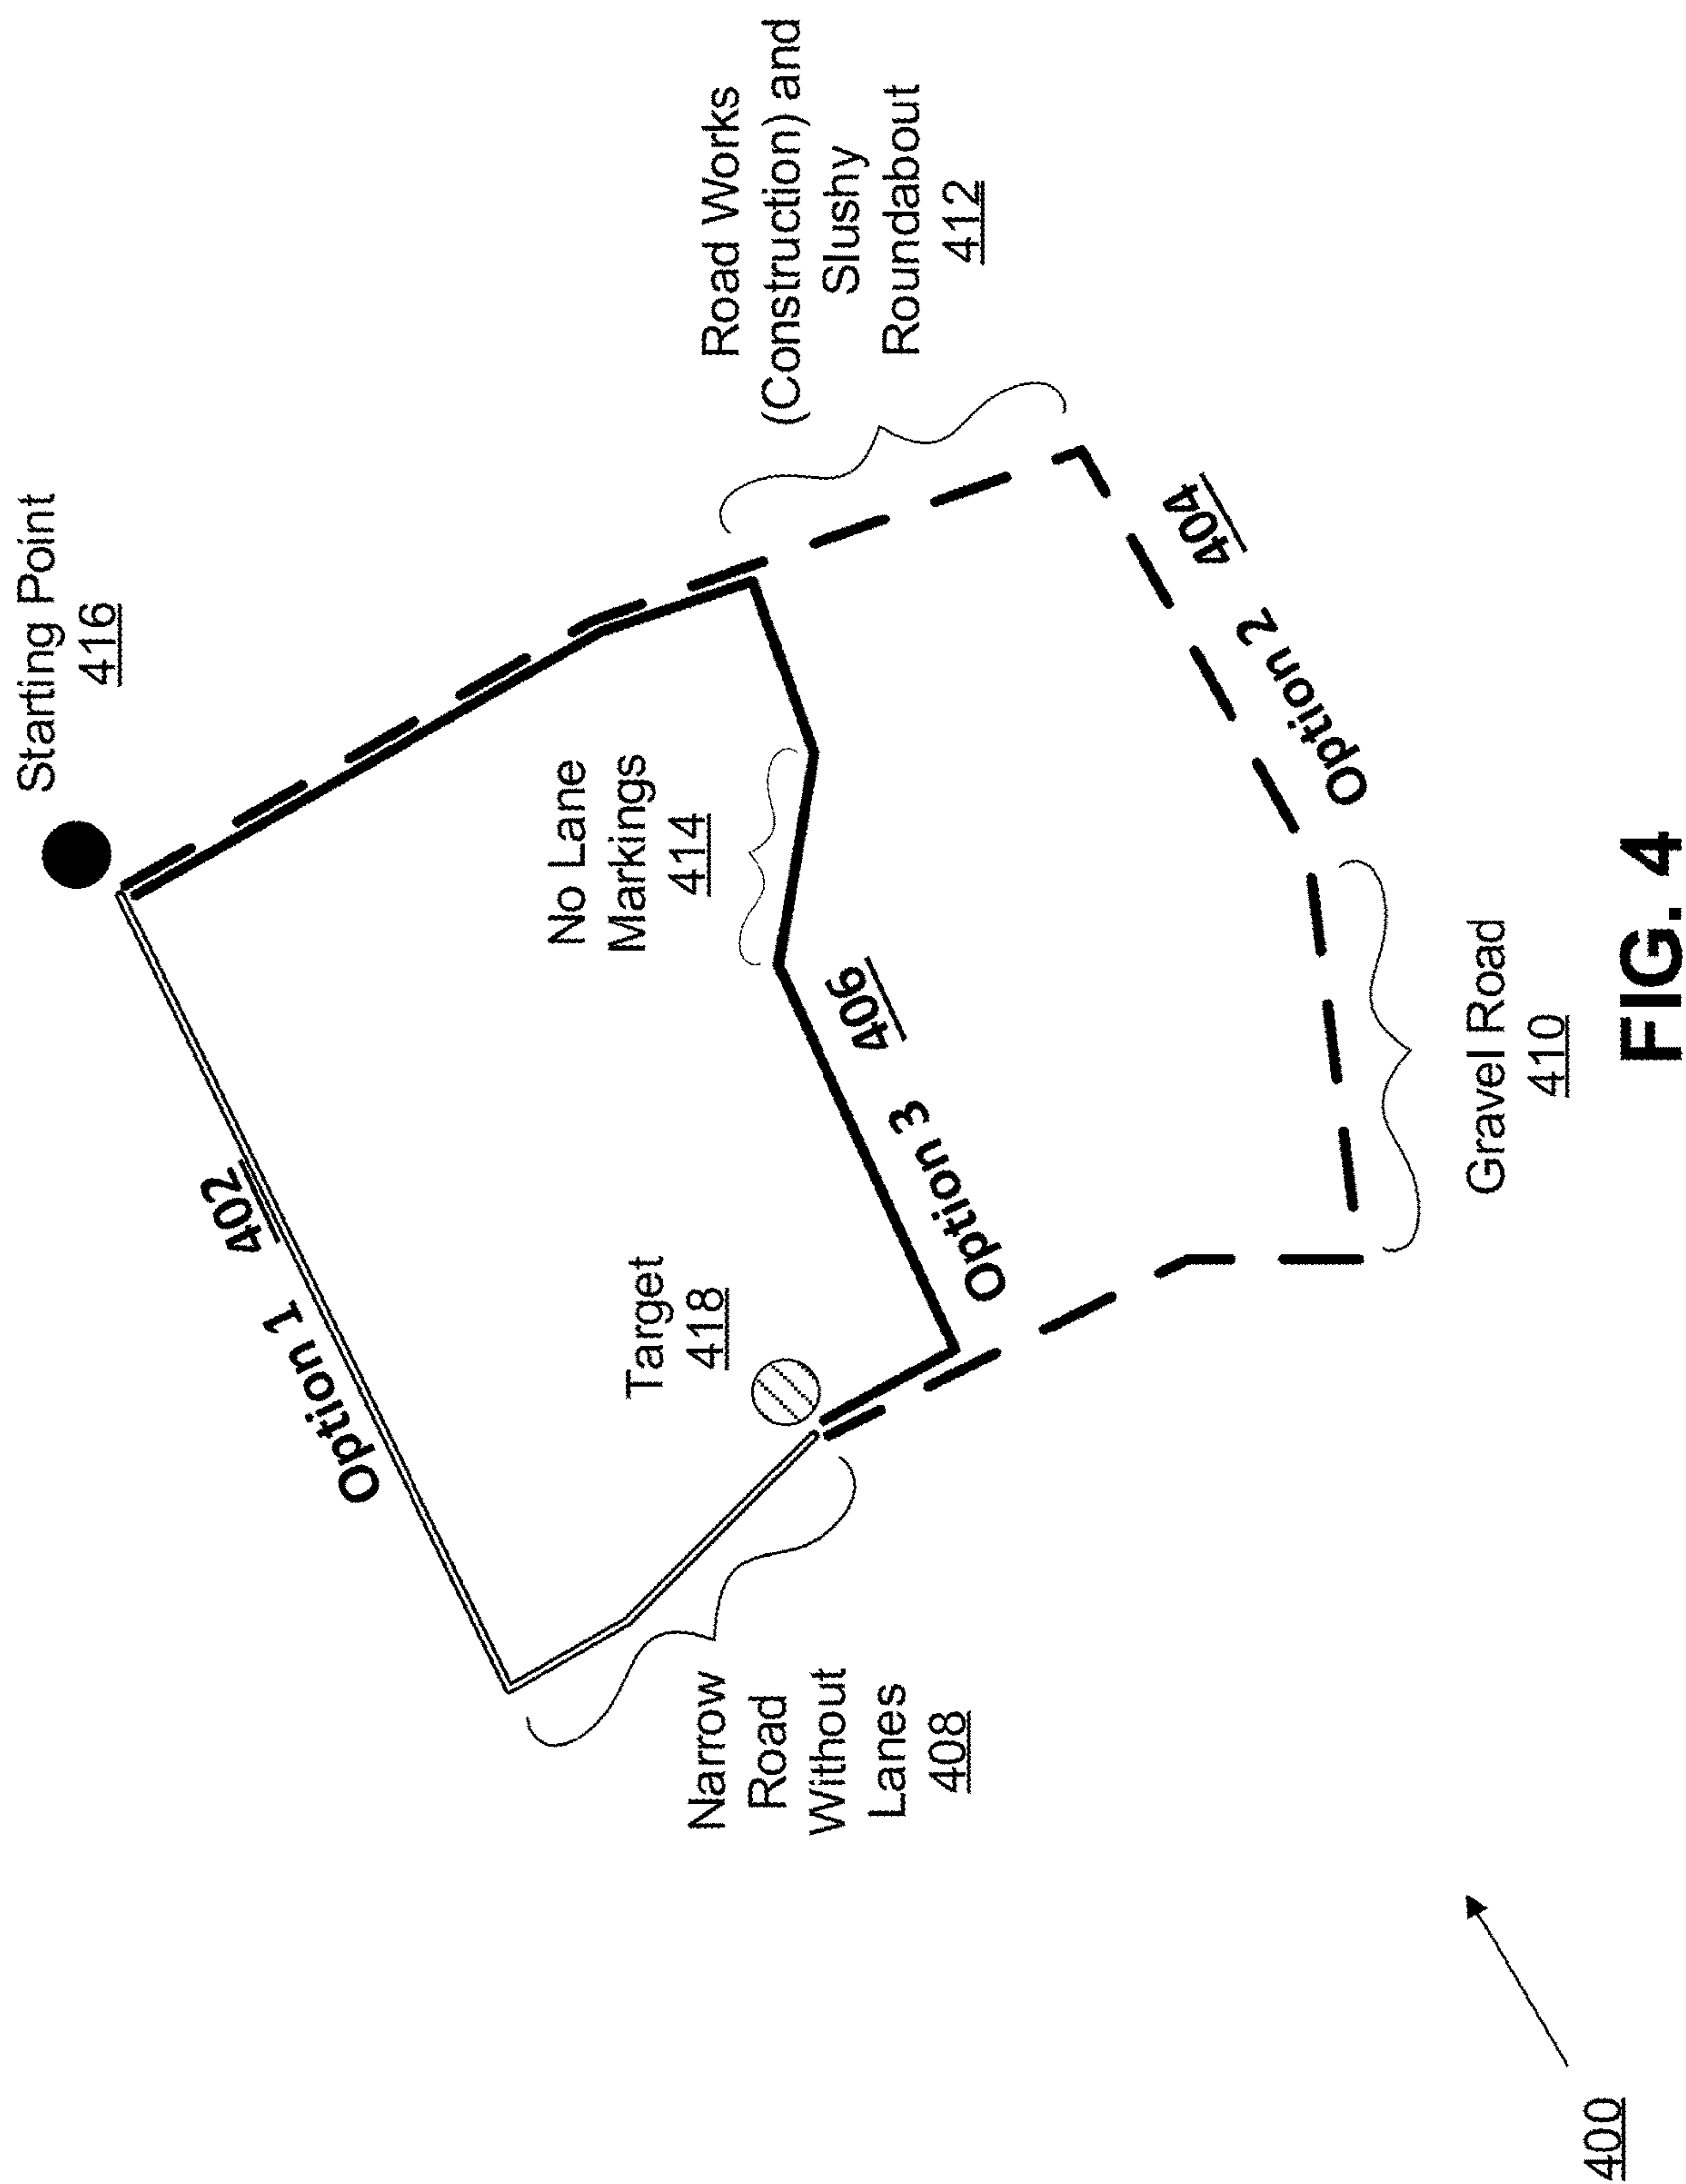 Starting Point
416
Road Works
(Construction) and
Slushy
Roundabout
412
Option 1 402
No Lane
Markings
414
Target
418
Option 3 406
Option 2 404
Narrow
Road
Without
Lanes
408
Gravel Road
410
400
FIG. 4